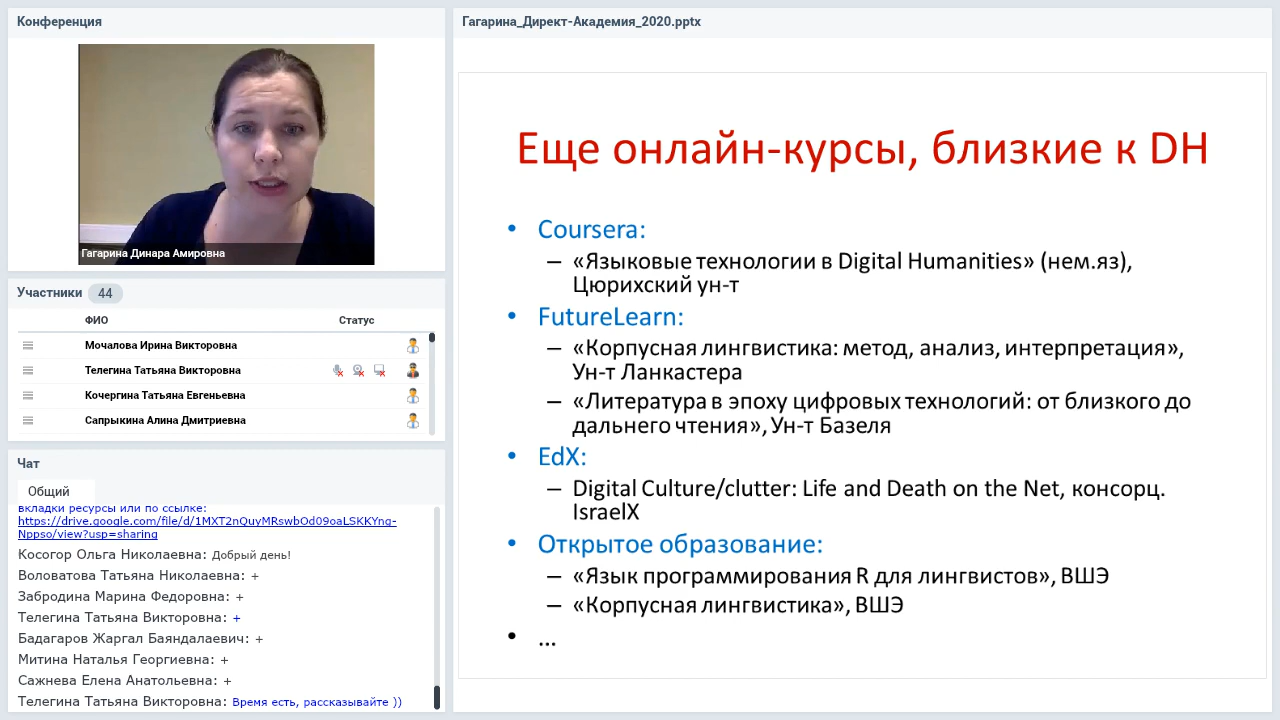 Конференция
Гагарина Динара Амировна
Участники 44
ФИО Статус
Мочалова Ирина Викторовна
Телегина Татьяна Викторовна
Кочергина Татьяна Евгеньевна
Сапрыкина Алина Дмитриевна
Чат
Общий
вкладки ресурсы или по ссылке:
https://drive.google.com/file/d/1MXT2nQuyMRswbOd09oaLSKKYng-
Nppso/view?usp=sharing
Косогор Ольга Николаевна: Добрый день!
Воловатова Татьяна Николаевна: +
Забродина Марина Федоровна: +
Телегина Татьяна Викторовна: +
Бадагаров Жаргал Баяндалаевич: +
Митина Наталья Георгиевна: +
Сажнева Елена Анатольевна: +
Телегина Татьяна Викторовна: Время есть, рассказывайте ))
Гагарина_Директ-Академия_2020.pptx
Еще онлайн-курсы, близкие к DH
• Coursera:
– «Языковые технологии в Digital Humanities» (нем.яз),
Цюрихский ун-т
• FutureLearn:
– «Корпусная лингвистика: метод, анализ, интерпретация»,
Ун-т Ланкастера
– «Литература в эпоху цифровых технологий: от близкого до
дальнего чтения», Ун-т Базеля
• EdX:
– Digital Culture/clutter: Life and Death on the Net, консорц.
IsraelX
• Открытое образование:
– «Язык программирования R для лингвистов», ВШЭ
– «Корпусная лингвистика», ВШЭ
• ...